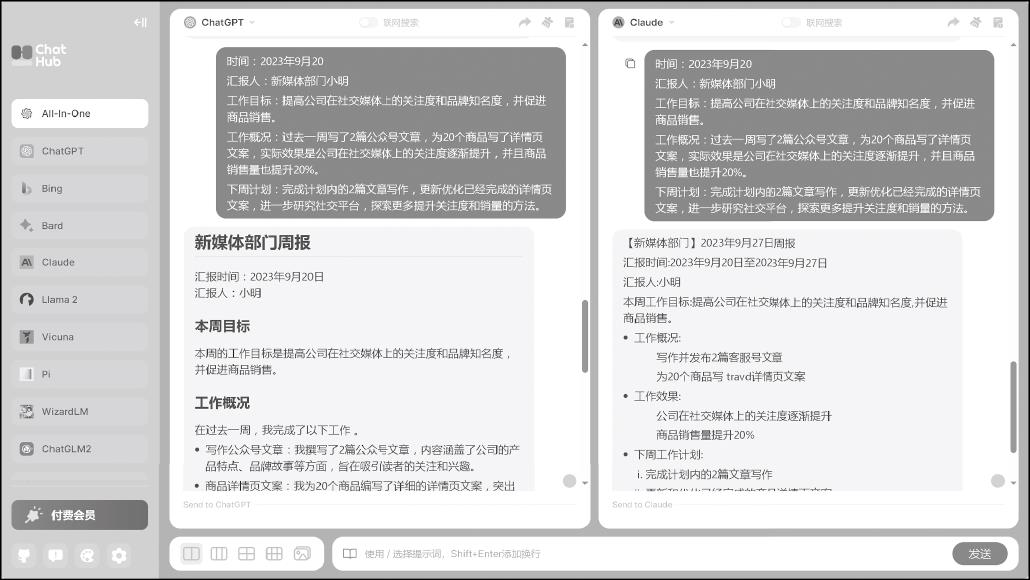 Chat
Hub
All-In-One
ChatGPT
Bing
Bard
Claude
Llama 2
Vicuna
Pi
WizardLM
ChatGLM2
付费会员
ChatGPT
联网搜索
时间：2023年9月20
汇报人：新媒体部门小明
工作目标：提高公司在社交媒体上的关注度和品牌知名度，并促进
商品销售。
工作概况：过去一周写了2篇公众号文章，为20个商品写了详情页
文案，实际效果是公司在社交媒体上的关注度逐渐提升，并且商品
销售量也提升20%。
下周计划：完成计划内的2篇文章写作，更新优化已经完成的详情页
文案，进一步研究社交平台，探索更多提升关注度和销量的方法。
新媒体部门周报
汇报时间：2023年9月20日
汇报人：小明
本周目标
本周的工作目标是提高公司在社交媒体上的关注度和品牌知名度，
并促进商品销售。
工作概况
在过去一周，我完成了以下工作 。
• 写作公众号文章：我撰写了2篇公众号文章，内容涵盖了公司的产
品特点、品牌故事等方面，旨在吸引读者的关注和兴趣。
• 商品详情页文案：我为20个商品编写了详细的详情页文案，突出
Send to ChatGPT
Claude
联网搜索
时间：2023年9月20
汇报人：新媒体部门小明
工作目标：提高公司在社交媒体上的关注度和品牌知名度，并促进
商品销售。
工作概况：过去一周写了2篇公众号文章，为20个商品写了详情页
文案，实际效果是公司在社交媒体上的关注度逐渐提升，并且商品
销售量也提升20%。
下周计划：完成计划内的2篇文章写作，更新优化已经完成的详情页
文案，进一步研究社交平台，探索更多提升关注度和销量的方法。
【新媒体部门】2023年9月27日周报
汇报时间:2023年9月20日至2023年9月27日
汇报人:小明
本周工作目标:提高公司在社交媒体上的关注度和品牌知名度,并促进
商品销售。
• 工作概况:
写作并发布2篇客服号文章
为20个商品写 travd详情页文案
• 工作效果:
公司在社交媒体上的关注度逐渐提升
商品销售量提升20%
• 下周工作计划:
i. 完成计划内的2篇文章写作
Send to Claude
使用 / 选择提示词，Shift+Enter添加换行
发送